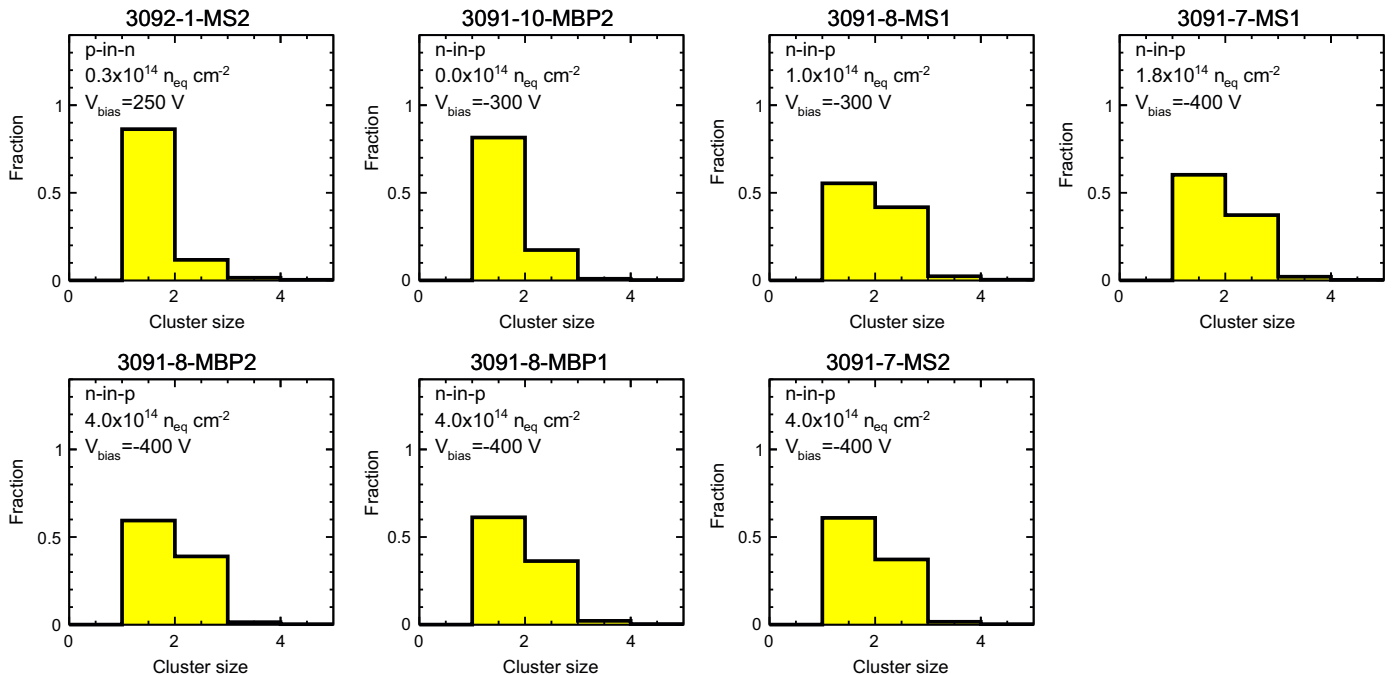 3092-1-MS2
p-in-n
0.3x10^14 n_eq cm^-2
V_bias=250 V
1
0.5
0
Fraction
0 2 4
Cluster size
3091-10-MBP2
n-in-p
0.0x10^14 n_eq cm^-2
V_bias=-300 V
1
0.5
0
Fraction
0 2 4
Cluster size
3091-8-MS1
n-in-p
1.0x10^14 n_eq cm^-2
V_bias=-300 V
1
0.5
0
Fraction
0 2 4
Cluster size
3091-7-MS1
n-in-p
1.8x10^14 n_eq cm^-2
V_bias=-400 V
1
0.5
0
Fraction
0 2 4
Cluster size
3091-8-MBP2
n-in-p
4.0x10^14 n_eq cm^-2
V_bias=-400 V
1
0.5
0
Fraction
0 2 4
Cluster size
3091-8-MBP1
n-in-p
4.0x10^14 n_eq cm^-2
V_bias=-400 V
1
0.5
0
Fraction
0 2 4
Cluster size
3091-7-MS2
n-in-p
4.0x10^14 n_eq cm^-2
V_bias=-400 V
1
0.5
0
Fraction
0 2 4
Cluster size